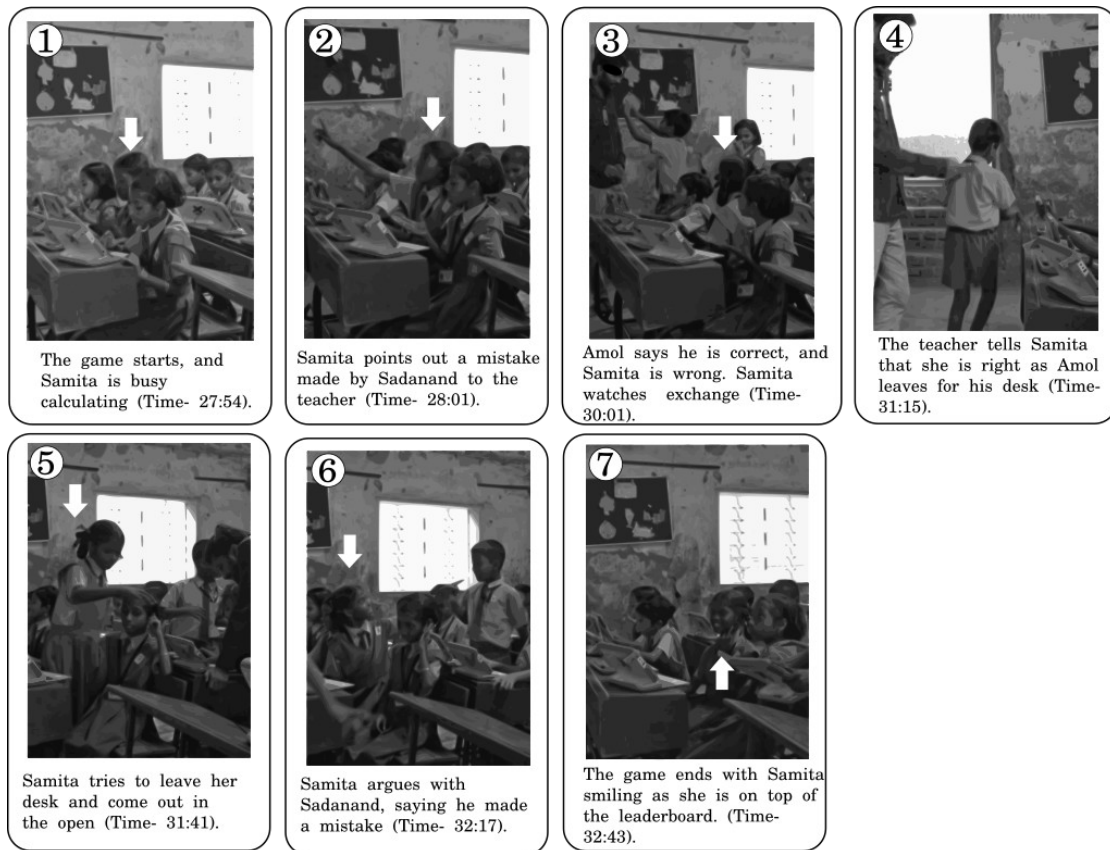 1
The game starts, and
Samita is busy
calculating (Time- 27:54).
2
Samita points out a mistake
made by Sadanand to the
teacher (Time- 28:01).
3
Amol says he is correct, and
Samita is wrong. Samita
watches exchange (Time-
30:01).
4
The teacher tells Samita
that she is right as Amol
leaves for his desk (Time-
31:15).
5
Samita tries to leave her
desk and come out in
the open (Time- 31:41).
6
Samita argues with
Sadanand, saying he made
a mistake (Time- 32:17).
7
The game ends with Samita
smiling as she is on top of
the leaderboard. (Time-
32:43).